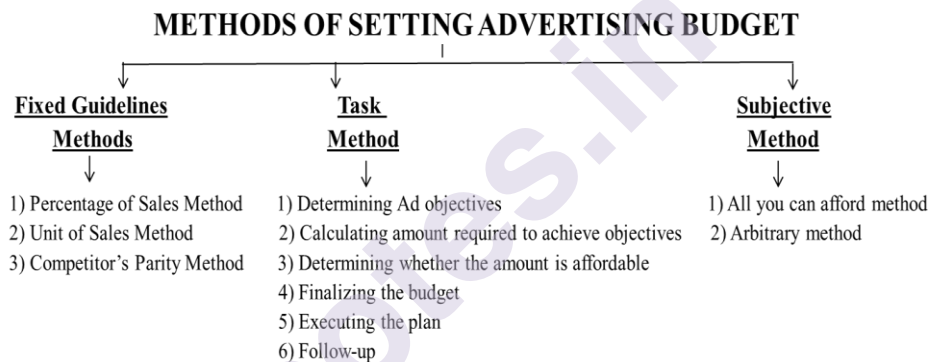 METHODS OF SETTING ADVERTISING BUDGET
Fixed Guidelines
Methods
1) Percentage of Sales Method
2) Unit of Sales Method
3) Competitor's Parity Method
Task
Method
1) Determining Ad objectives
2) Calculating amount required to achieve objectives
3) Determining whether the amount is affordable
4) Finalizing the budget
5) Executing the plan
6) Follow-up
Subjective
Method
1) All you can afford method
2) Arbitrary method
otes.in